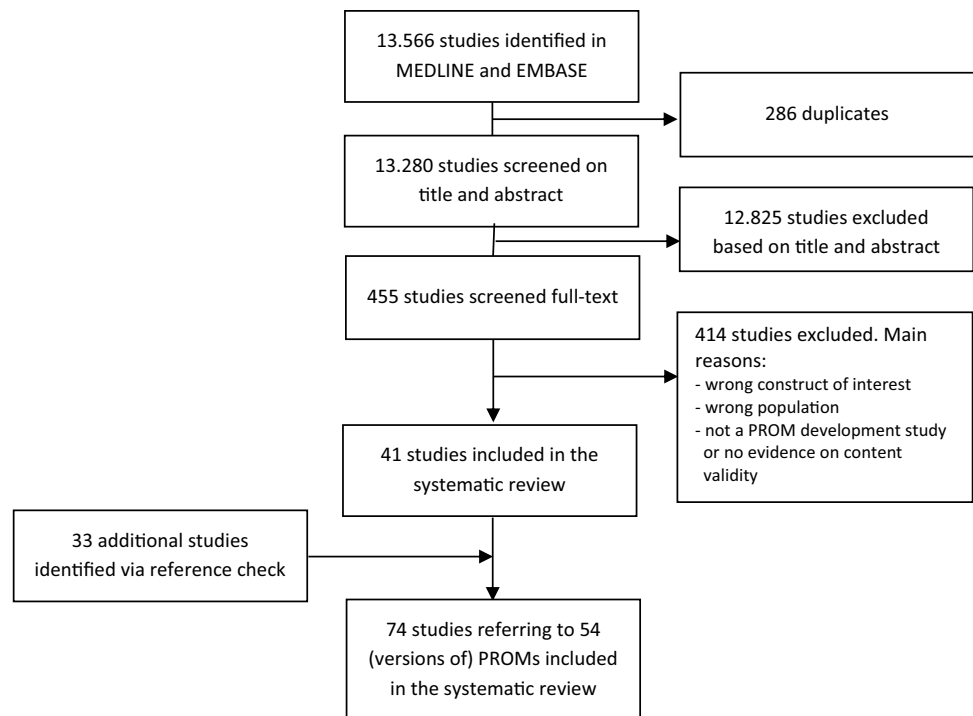 13.566 studies identified in
MEDLINE and EMBASE
286 duplicates
13.280 studies screened on
title and abstract
12.825 studies excluded
based on title and abstract
455 studies screened full-text
414 studies excluded. Main
reasons:
- wrong construct of interest
- wrong population
- not a PROM development study
or no evidence on content
validity
41 studies included in the
systematic review
33 additional studies
identified via reference check
74 studies referring to 54
(versions of) PROMs included
in the systematic review